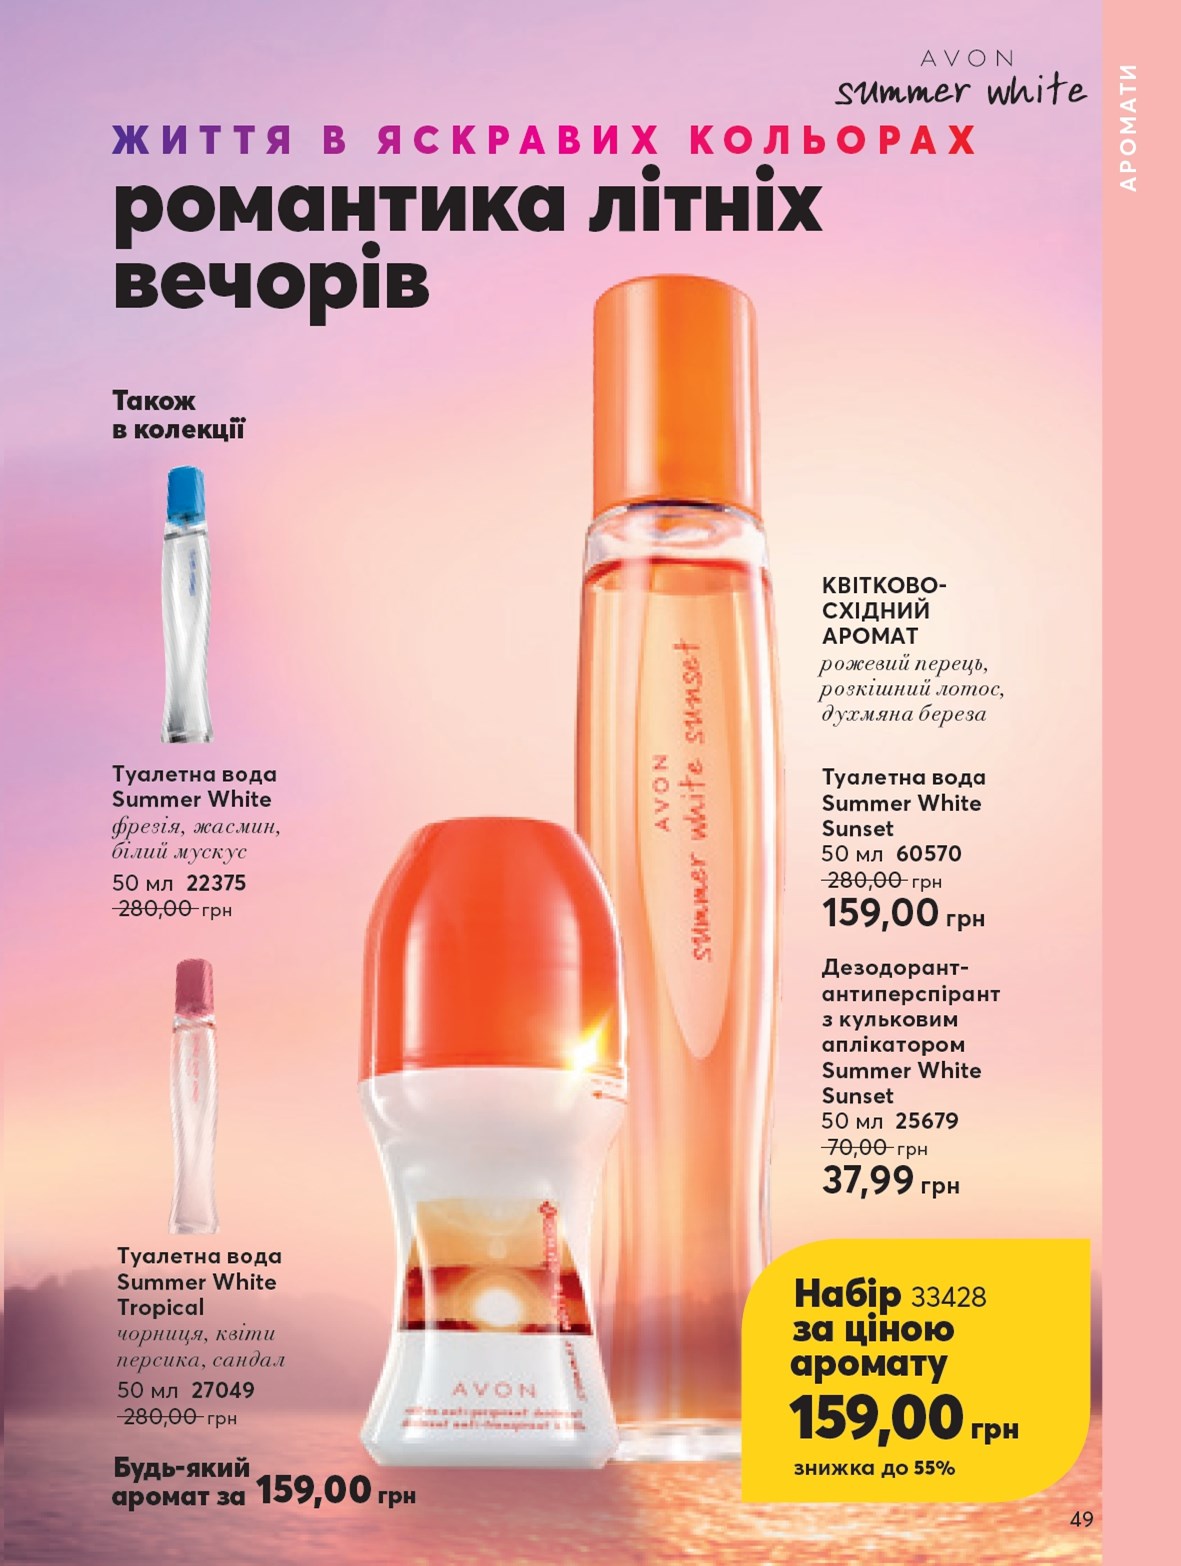 AVON
summer white
АРОМАТИ
ЖИТТЯ В ЯСКРАВИХ КОЛЬОРАХ
романтика літніх
вечорів
Також
в колекції
Туалетна вода
Summer White
фрезія, жасмин,
білий мускус
50 мл 22375
280,00 грн
Туалетна вода
Summer White
Tropical
чорниця, квіти
персика, сандал
50 мл 27049
280,00 грн
Будь-який
аромат за 159,00 грн
AVON
summer white sunset
AVON
КВІТКОВО-
СХІДНИЙ
АРОМАТ
рожевий перець,
розкішний лотос,
духмяна береза
Туалетна вода
Summer White
Sunset
50 мл 60570
280,00 грн
159,00 грн
Дезодорант-
антиперспірант
з кульковим
аплікатором
Summer White
Sunset
50 мл 25679
70,00 грн
37,99 грн
Набір 33428
за ціною
аромату
159,00 грн
знижка до 55%
49